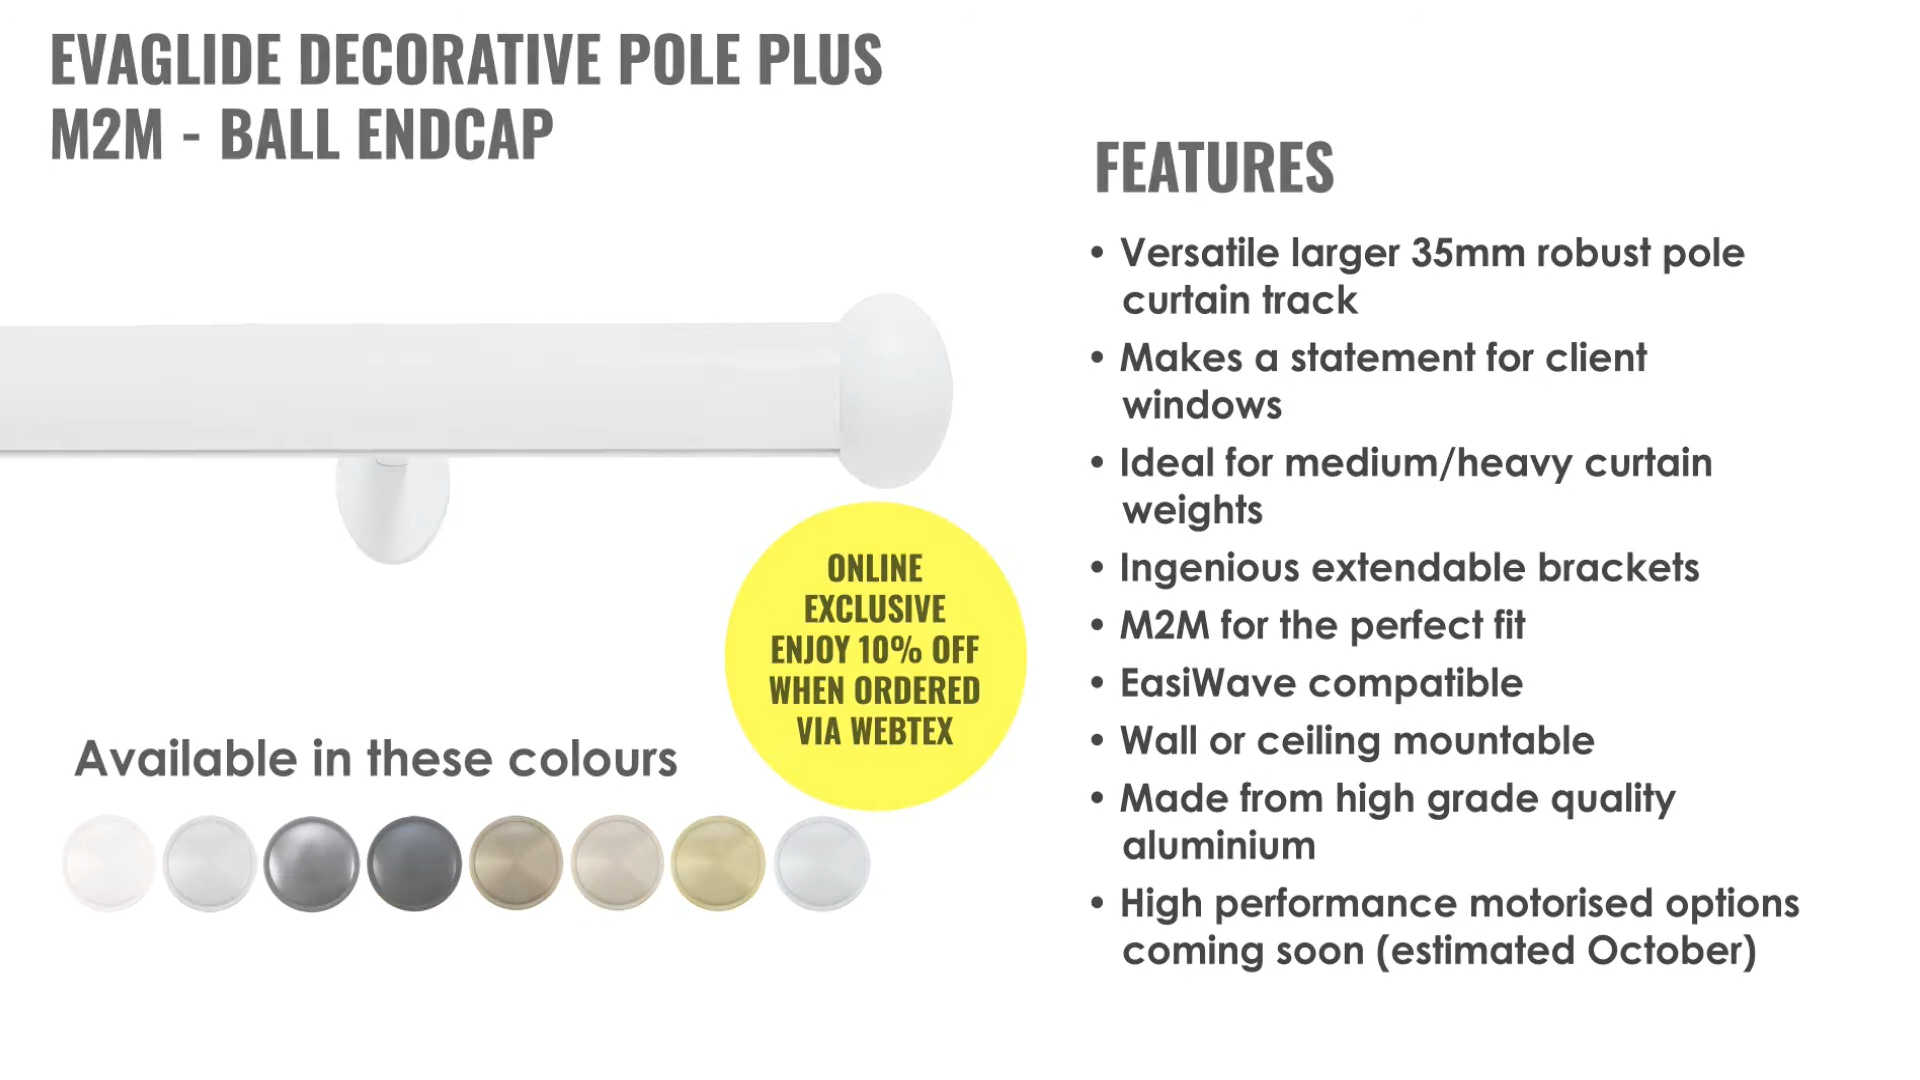 EVAGLIDE DECORATIVE POLE PLUS
M2M - BALL ENDCAP
FEATURES
• Versatile larger 35mm robust pole
curtain track
• Makes a statement for client
windows
• Ideal for medium/heavy curtain
weights
• Ingenious extendable brackets
• M2M for the perfect fit
• EasiWave compatible
• Wall or ceiling mountable
• Made from high grade quality
aluminium
• High performance motorised options
coming soon (estimated October)
ONLINE
EXCLUSIVE
ENJOY 10% OFF
WHEN ORDERED
VIA WEBTEX
Available in these colours